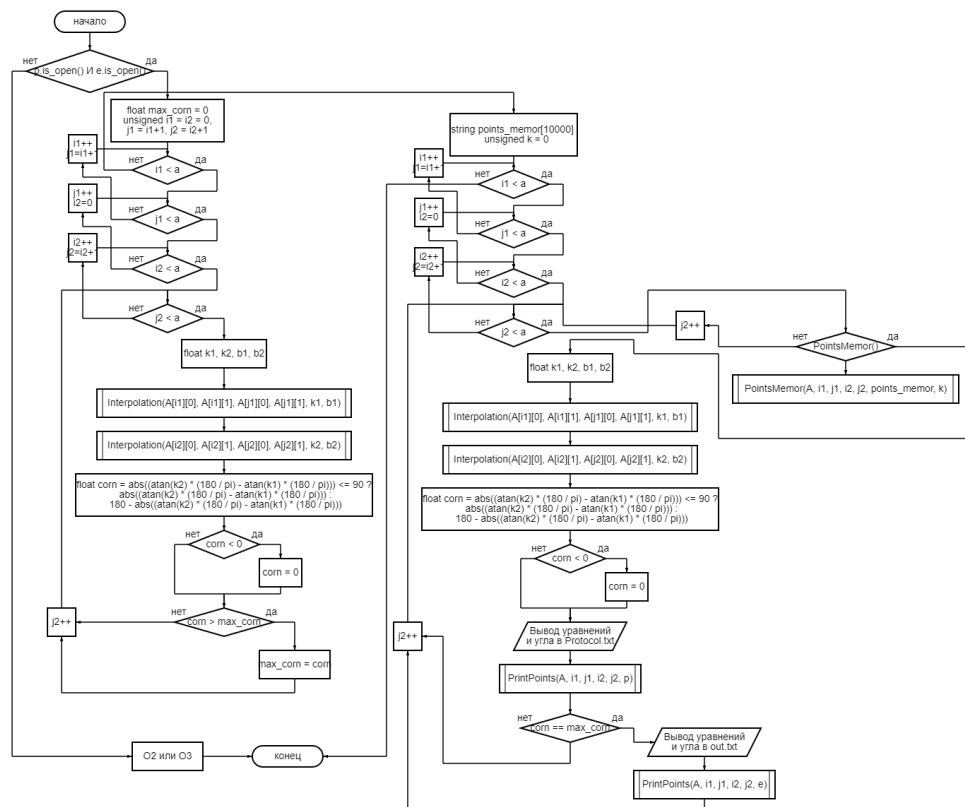 начало
нет
да
p.is_open() И e.is_open()
float max_corn = 0
unsigned i1 = i2 = 0,
j1 = i1+1, j2 = i2+1
i1++
j1=i1+1
нет
да
i1 < a
j1++
i2=0
нет
да
j1 < a
i2++
j2=i2+1
нет
да
i2 < a
нет
да
j2 < a
float k1, k2, b1, b2
Interpolation(A[i1][0], A[i1][1], A[j1][0], A[j1][1], k1, b1)
Interpolation(A[i2][0], A[i2][1], A[j2][0], A[j2][1], k2, b2)
float corn = abs((atan(k2) * (180 / pi) - atan(k1) * (180 / pi))) <= 90 ?
abs((atan(k2) * (180 / pi) - atan(k1) * (180 / pi))) :
180 - abs((atan(k2) * (180 / pi) - atan(k1) * (180 / pi)))
нет
да
corn < 0
corn = 0
нет
да
corn > max_corn
j2++
max_corn = corn
O2 или O3
конец
string points_memor[10000]
unsigned k = 0
i1++
j1=i1+1
нет
да
i1 < a
j1++
i2=0
нет
да
j1 < a
i2++
j2=i2+1
нет
да
i2 < a
нет
да
j2 < a
j2++
нет
да
PointsMemor()
PointsMemor(A, i1, j1, i2, j2, points_memor, k)
float k1, k2, b1, b2
Interpolation(A[i1][0], A[i1][1], A[j1][0], A[j1][1], k1, b1)
Interpolation(A[i2][0], A[i2][1], A[j2][0], A[j2][1], k2, b2)
float corn = abs((atan(k2) * (180 / pi) - atan(k1) * (180 / pi))) <= 90 ?
abs((atan(k2) * (180 / pi) - atan(k1) * (180 / pi))) :
180 - abs((atan(k2) * (180 / pi) - atan(k1) * (180 / pi)))
нет
да
corn < 0
corn = 0
j2++
Вывод уравнений
и угла в Protocol.txt
PrintPoints(A, i1, j1, i2, j2, p)
нет
да
corn == max_corn
Вывод уравнений
и угла в out.txt
PrintPoints(A, i1, j1, i2, j2, e)